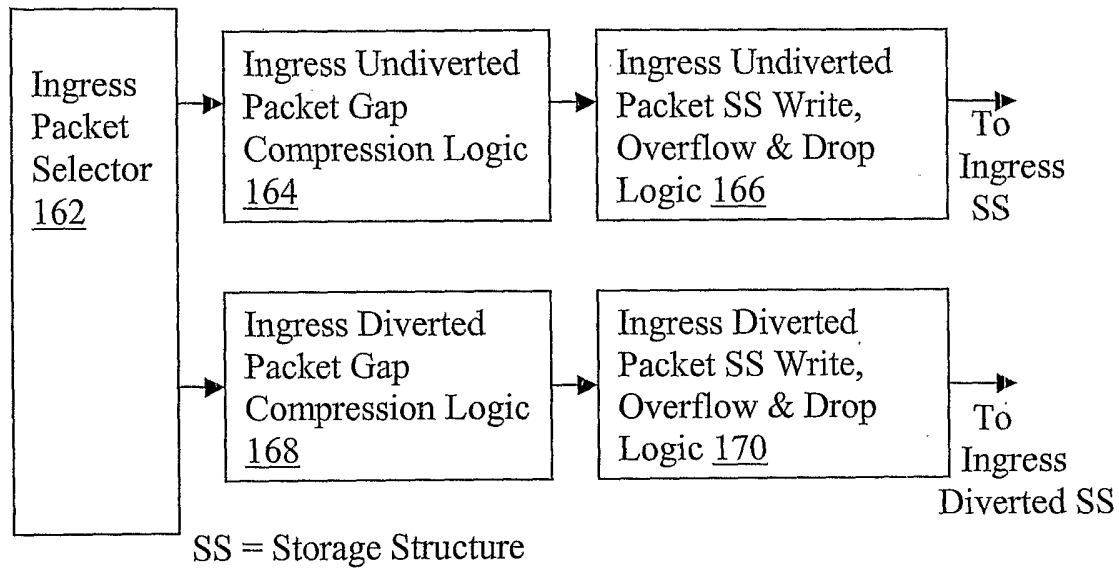 Ingress
Packet
Selector
162
Ingress Undiverted
Packet Gap
Compression Logic
164
Ingress Undiverted
Packet SS Write,
Overflow & Drop
Logic 166
To
Ingress
SS
Ingress Diverted
Packet Gap
Compression Logic
168
Ingress Diverted
Packet SS Write,
Overflow & Drop
Logic 170
To
Ingress
Diverted SS
SS = Storage Structure